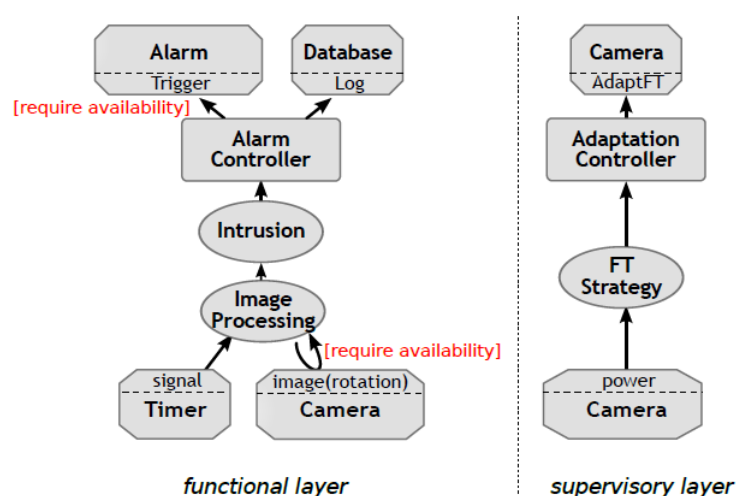 Alarm
Trigger
[require availability]
Database
Log
Alarm
Controller
Intrusion
Image
Processing
[require availability]
signal
Timer
image(rotation)
Camera
functional layer
Camera
AdaptFT
Adaptation
Controller
FT
Strategy
power
Camera
supervisory layer